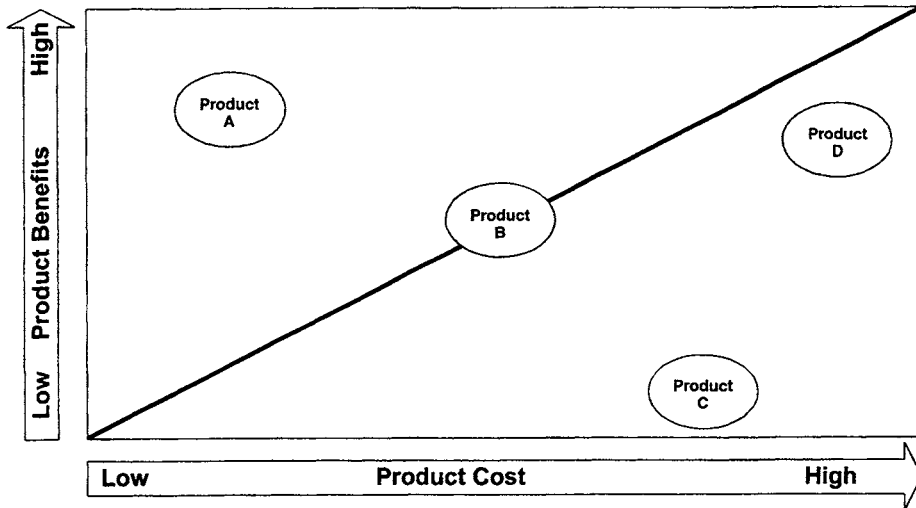 High
Product Benefits
Low
Product
A
Product
B
Product
C
Product
D
Low
Product Cost
High